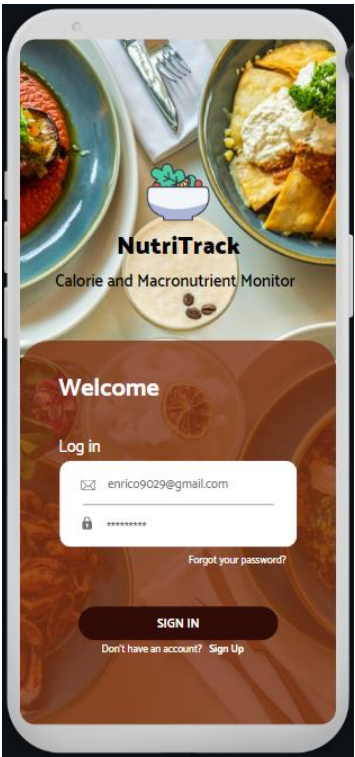 NutriTrack
Calorie and Macronutrient Monitor
Welcome
Log in
enrico9029@gmail.com
*********
Forgot your password?
SIGN IN
Don't have an account? Sign Up